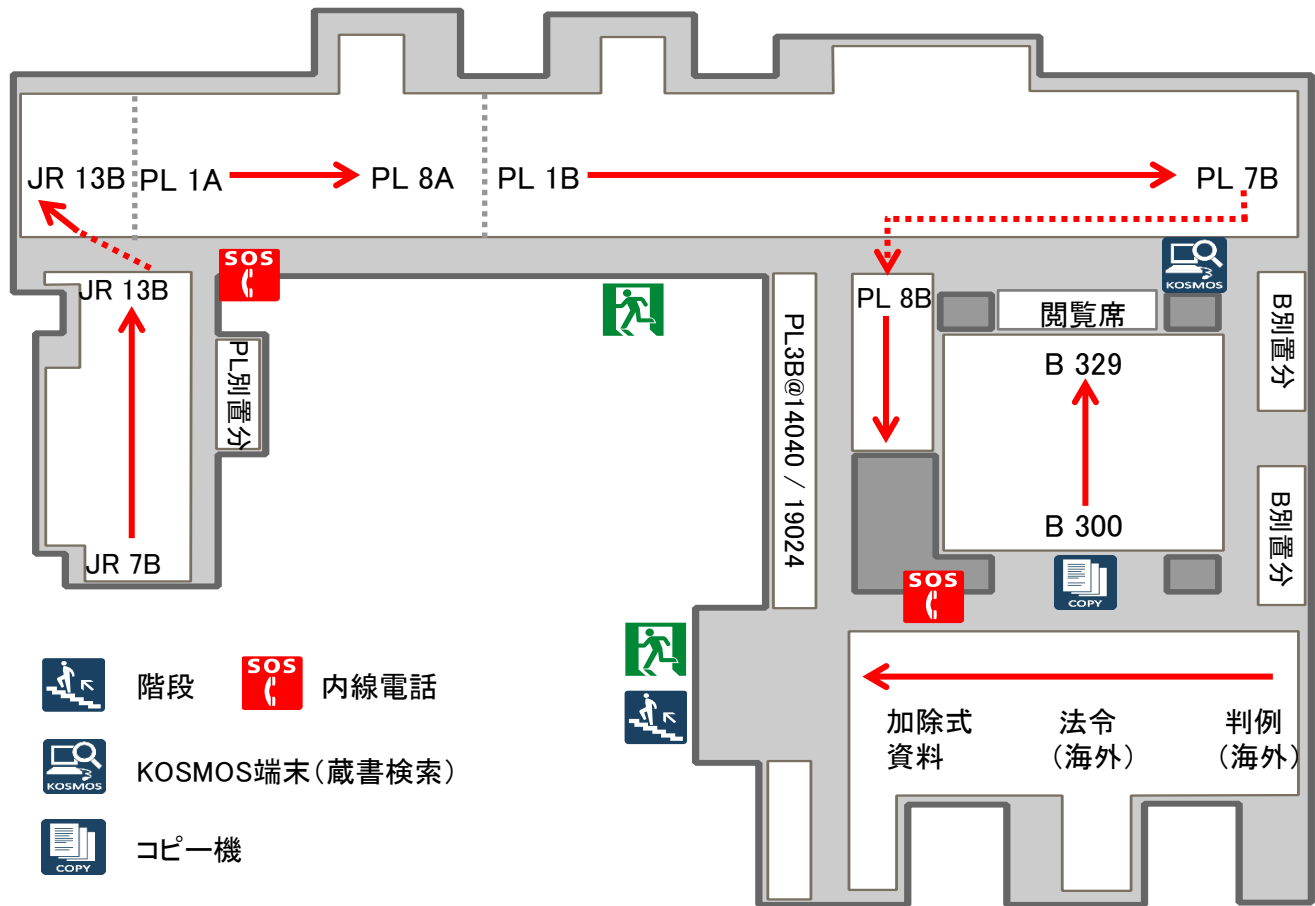 JR 13B
PL 1A
PL 8A
PL 1B
PL 7B
SOS
KOSMOS
JR 13B
PL 8B
閲覧席
B別置分
PL別置分
PL3B@14040 / 19024
B 329
B 300
B別置分
JR 7B
COPY
SOS
階段
SOS
内線電話
加除式
資料
法令
(海外)
判例
(海外)
KOSMOS
KOSMOS端末(蔵書検索)
COPY
コピー機